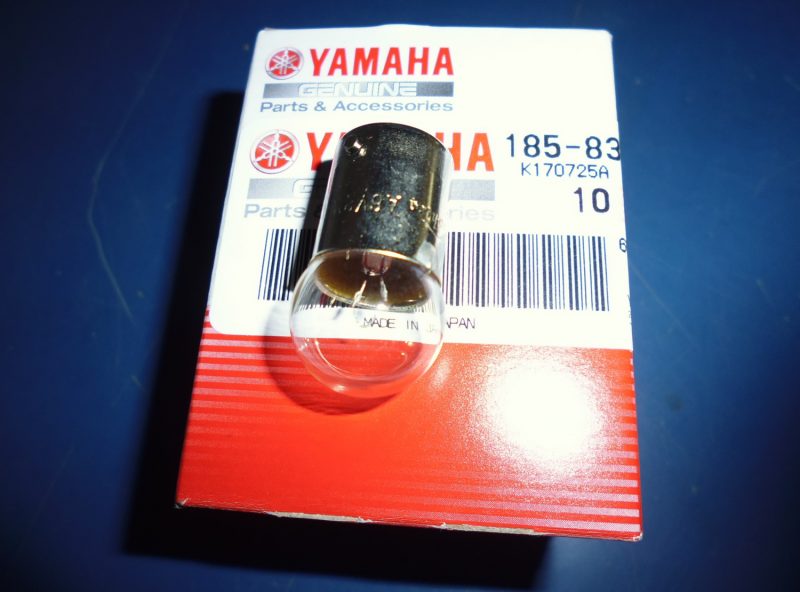 YAMAHA
GENUINE
Parts & Accessories
YAMAHA 185-83
K170725A
10
Parts
MADE IN JAPAN